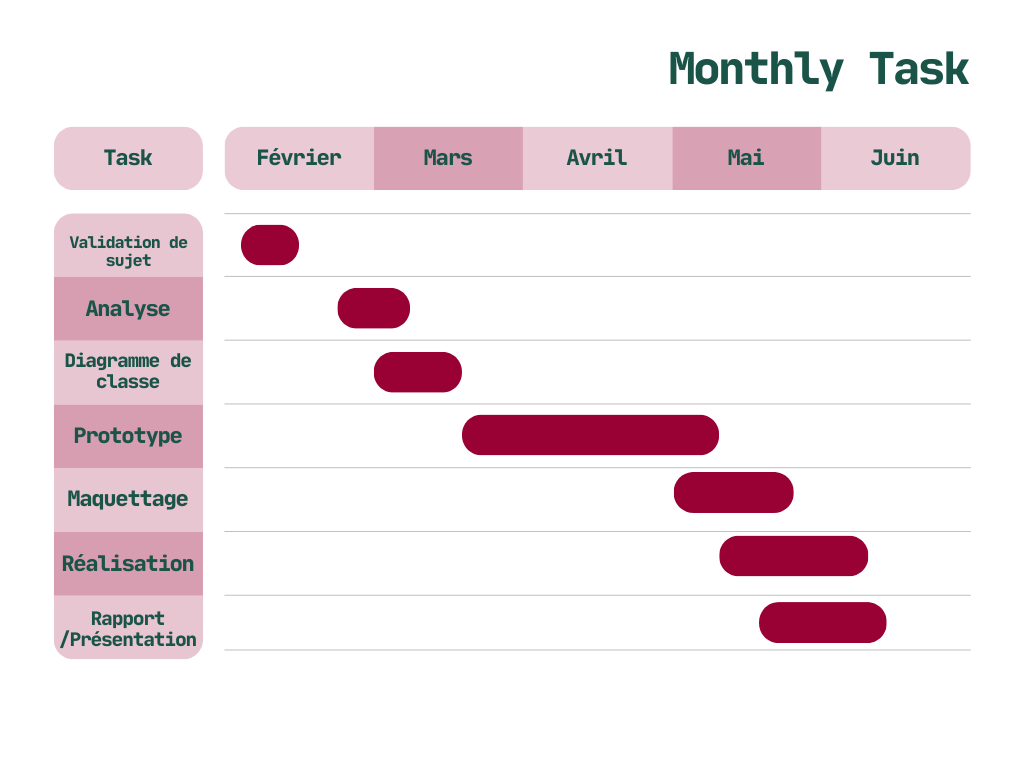 Monthly Task
Task
Février
Mars
Avril
Mai
Juin
Validation de
sujet
Analyse
Diagramme de
classe
Prototype
Maquettage
Réalisation
Rapport
/Présentation